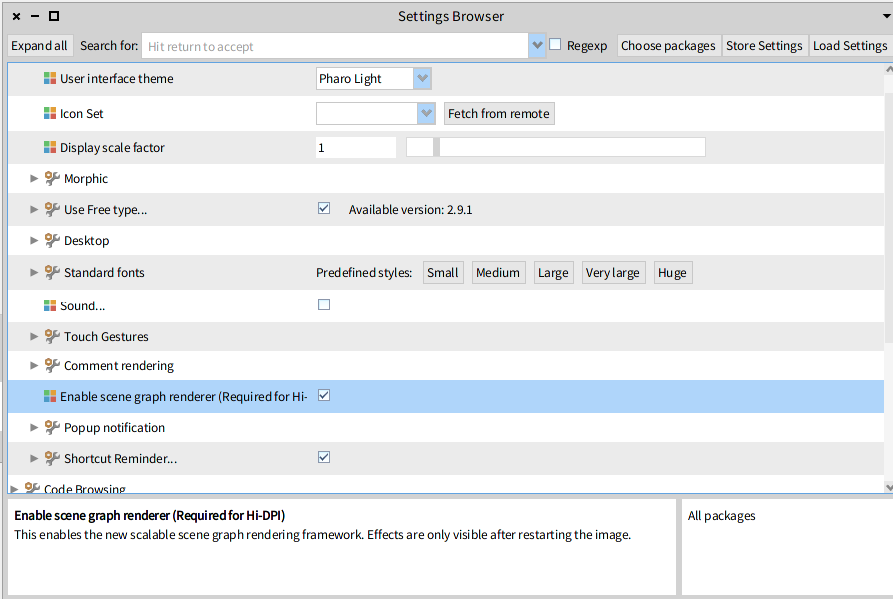 Settings Browser
Expand all Search for: Hit return to accept Regexp Choose packages Store Settings Load Settings
User interface theme Pharo Light
Icon Set Fetch from remote
Display scale factor 1
Morphic
Use Free type... Available version: 2.9.1
Desktop
Standard fonts Predefined styles: Small Medium Large Very large Huge
Sound...
Touch Gestures
Comment rendering
Enable scene graph renderer (Required for Hi-
Popup notification
Shortcut Reminder...
Code Browsing
Enable scene graph renderer (Required for Hi-DPI)
This enables the new scalable scene graph rendering framework. Effects are only visible after restarting the image.
All packages